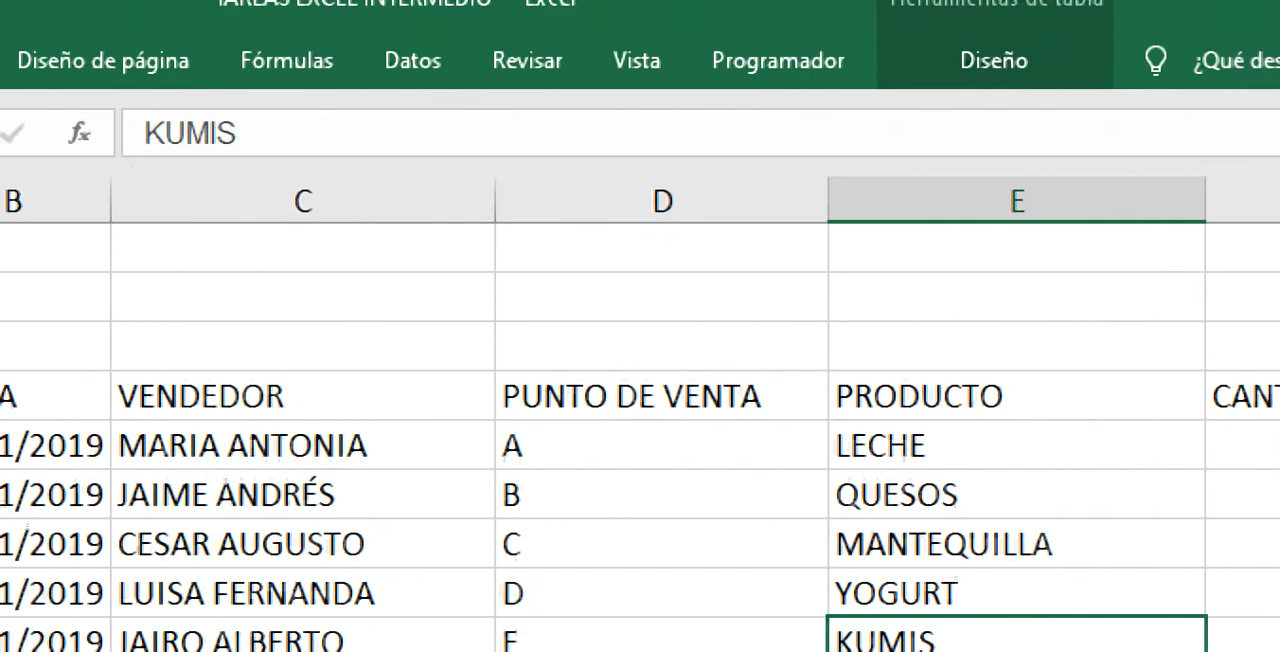 TAREAS EXCEL INTERMEDIO - Excel Herramientas de tabla
Diseño de página Fórmulas Datos Revisar Vista Programador Diseño ¿Qué des
fx KUMIS
B C D E
A VENDEDOR PUNTO DE VENTA PRODUCTO CANT
1/2019 MARIA ANTONIA A LECHE
1/2019 JAIME ANDRÉS B QUESOS
1/2019 CESAR AUGUSTO C MANTEQUILLA
1/2019 LUISA FERNANDA D YOGURT
1/2019 JAIRO ALBERTO KUMIS